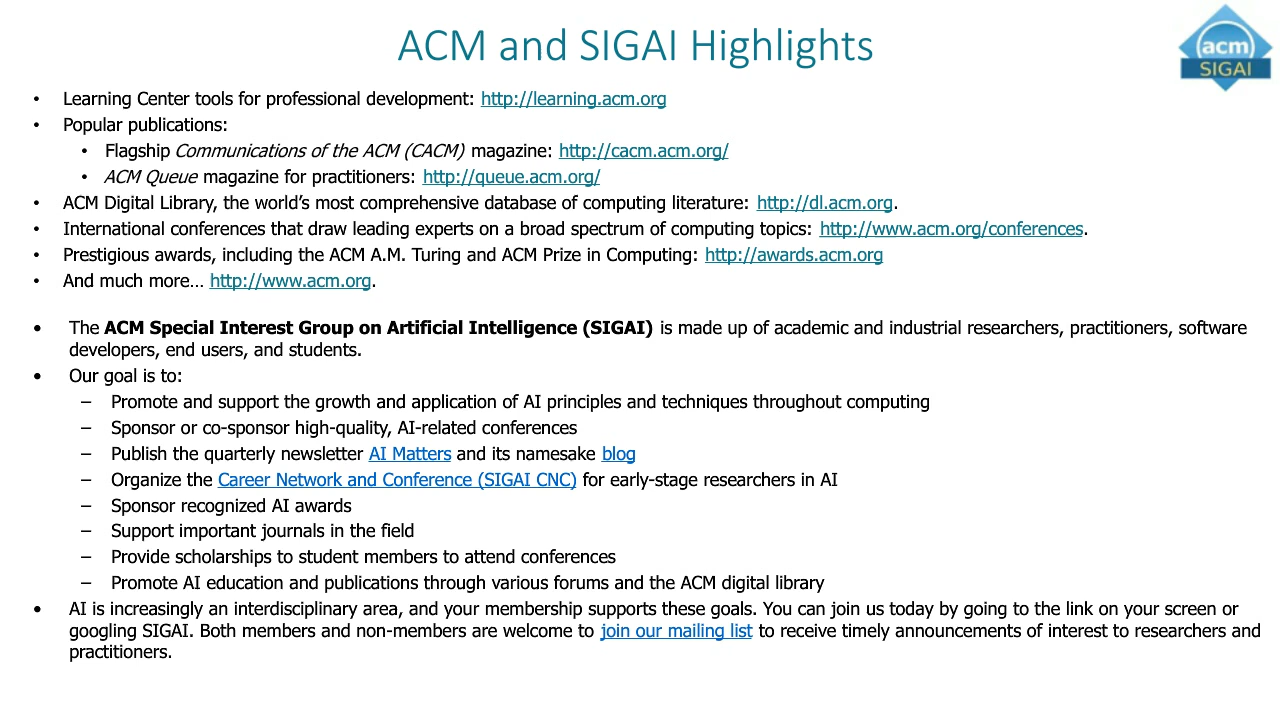 ACM and SIGAI Highlights
acm
SIGAI
• Learning Center tools for professional development: http://learning.acm.org
• Popular publications:
• Flagship Communications of the ACM (CACM) magazine: http://cacm.acm.org/
• ACM Queue magazine for practitioners: http://queue.acm.org/
• ACM Digital Library, the world's most comprehensive database of computing literature: http://dl.acm.org.
• International conferences that draw leading experts on a broad spectrum of computing topics: http://www.acm.org/conferences.
• Prestigious awards, including the ACM A.M. Turing and ACM Prize in Computing: http://awards.acm.org
• And much more… http://www.acm.org.
• The ACM Special Interest Group on Artificial Intelligence (SIGAI) is made up of academic and industrial researchers, practitioners, software
developers, end users, and students.
• Our goal is to:
– Promote and support the growth and application of AI principles and techniques throughout computing
– Sponsor or co-sponsor high-quality, AI-related conferences
– Publish the quarterly newsletter AI Matters and its namesake blog
– Organize the Career Network and Conference (SIGAI CNC) for early-stage researchers in AI
– Sponsor recognized AI awards
– Support important journals in the field
– Provide scholarships to student members to attend conferences
– Promote AI education and publications through various forums and the ACM digital library
• AI is increasingly an interdisciplinary area, and your membership supports these goals. You can join us today by going to the link on your screen or
googling SIGAI. Both members and non-members are welcome to join our mailing list to receive timely announcements of interest to researchers and
practitioners.